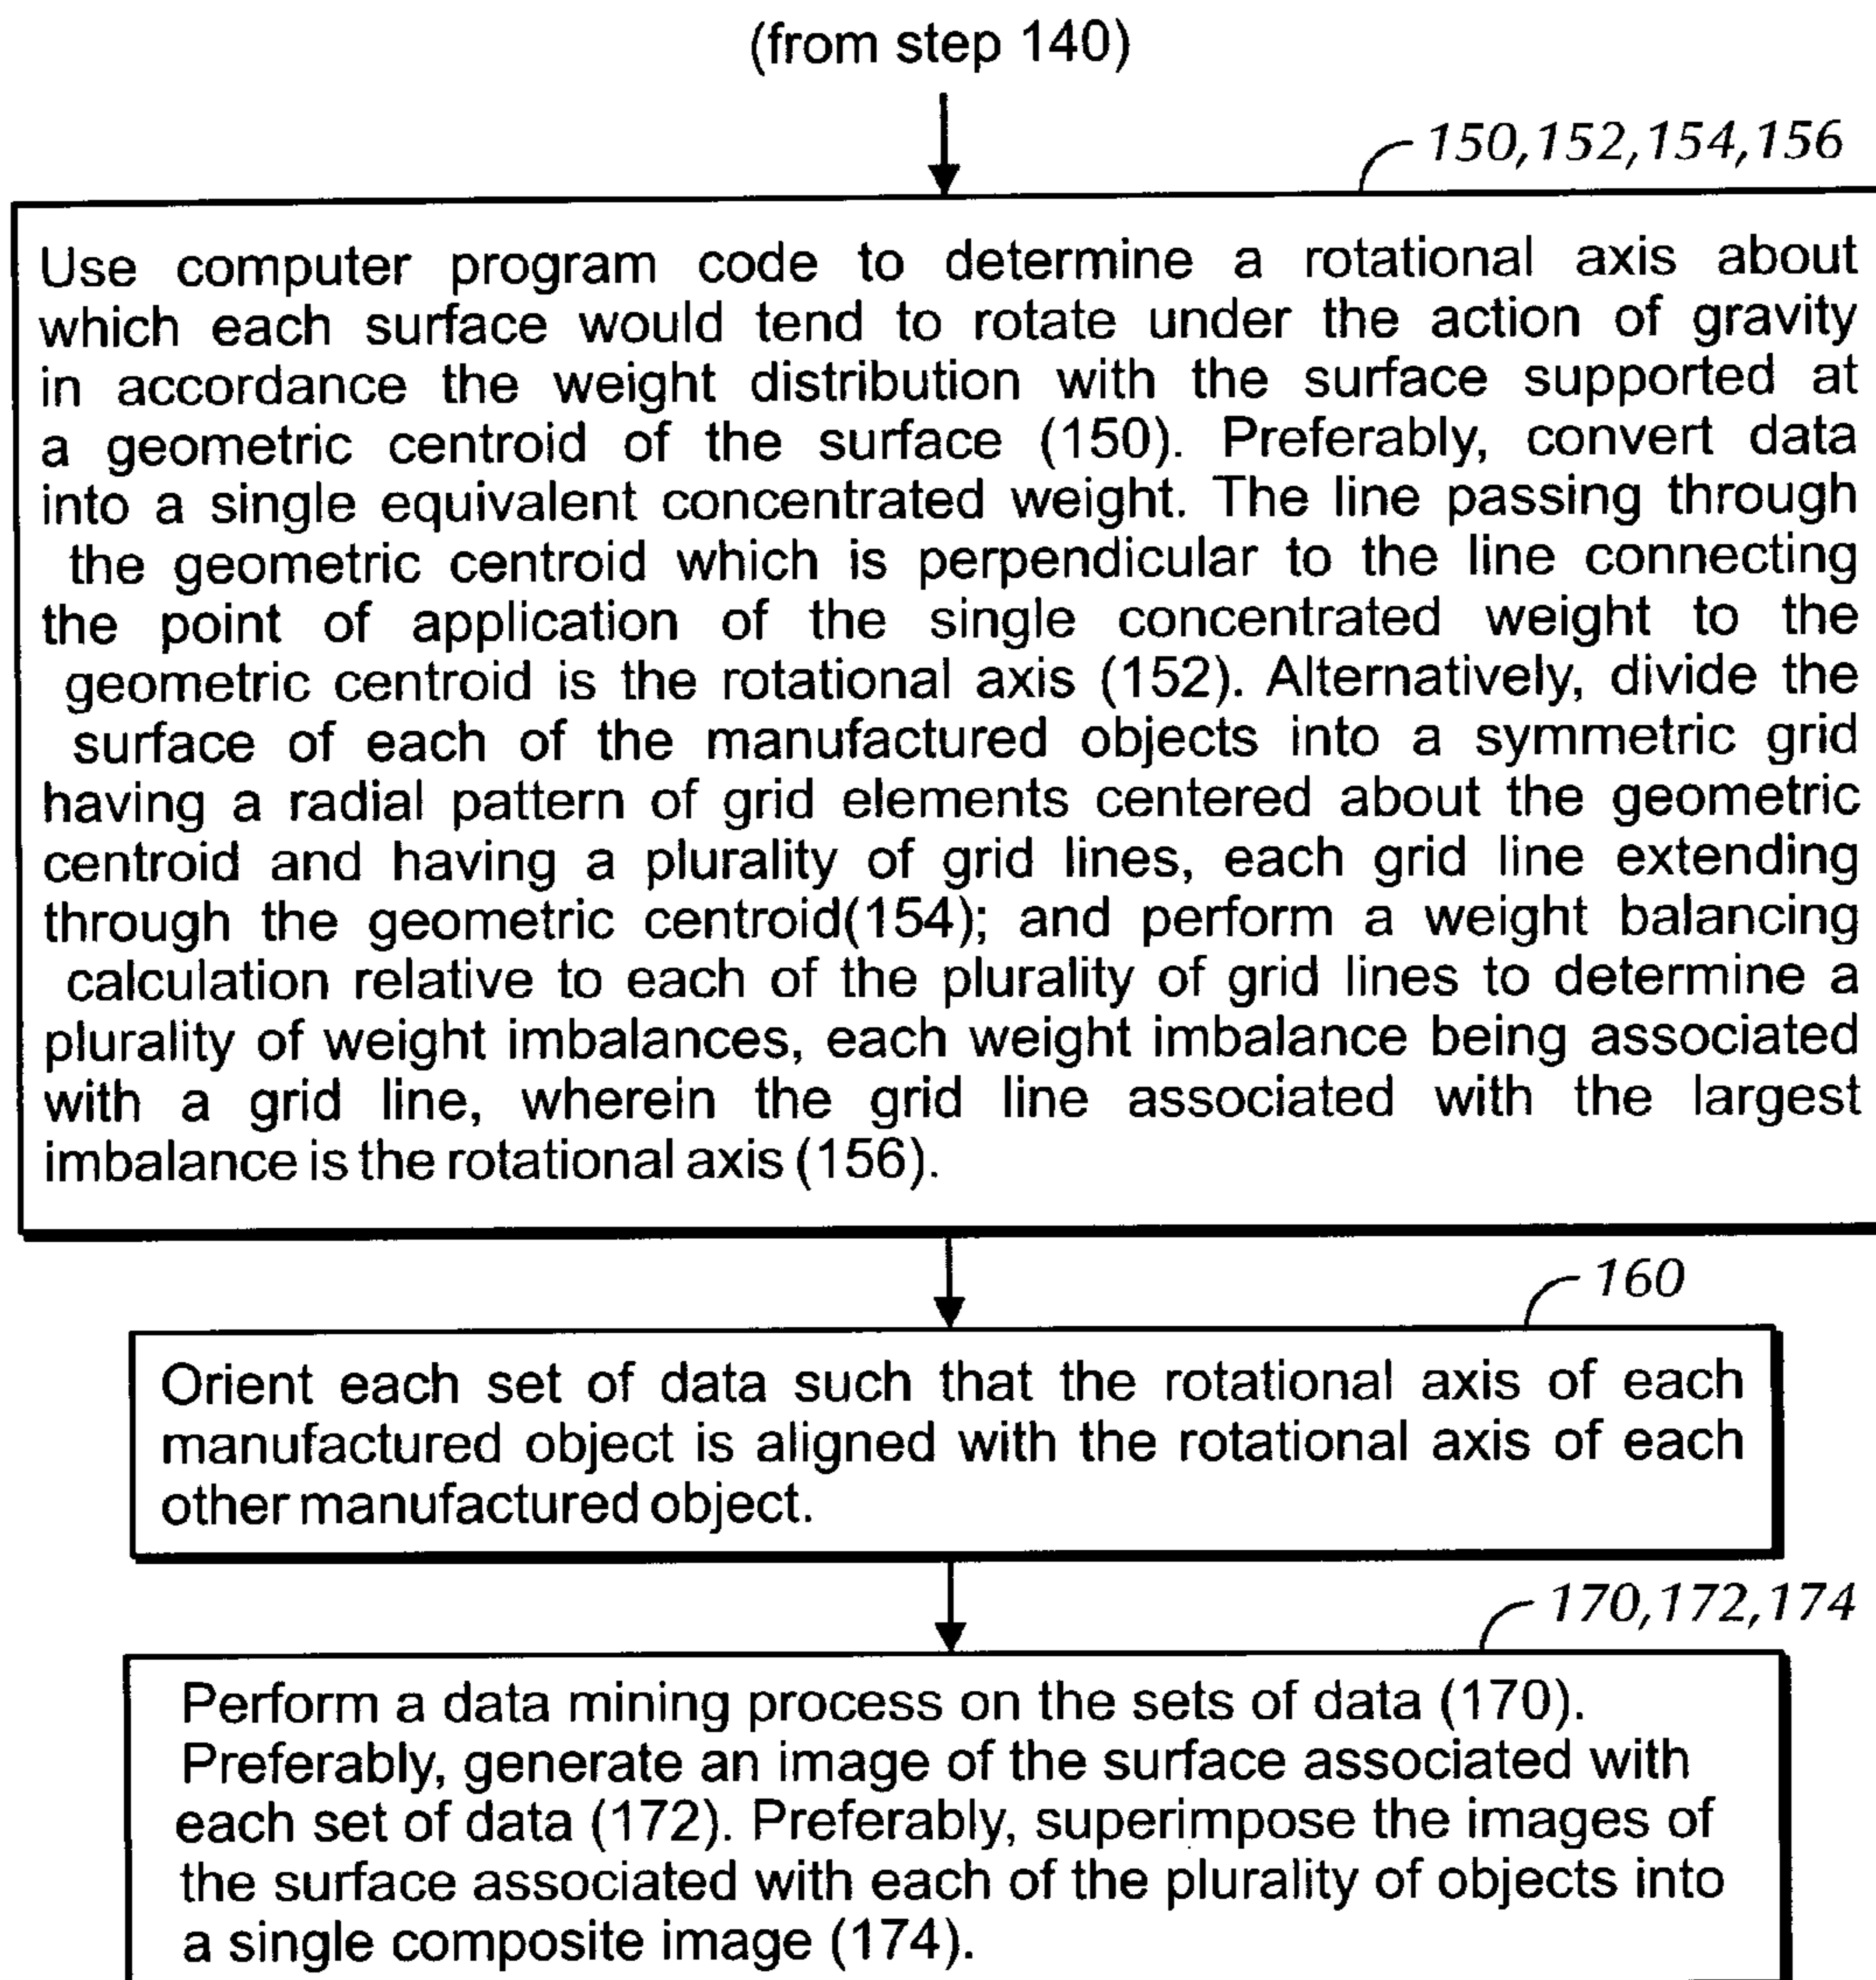 (from step 140)
150,152,154,156
Use computer program code to determine a rotational axis about
which each surface would tend to rotate under the action of gravity
in accordance the weight distribution with the surface supported at
a geometric centroid of the surface (150). Preferably, convert data
into a single equivalent concentrated weight. The line passing through
the geometric centroid which is perpendicular to the line connecting
the point of application of the single concentrated weight to the
geometric centroid is the rotational axis (152). Alternatively, divide the
surface of each of the manufactured objects into a symmetric grid
having a radial pattern of grid elements centered about the geometric
centroid and having a plurality of grid lines, each grid line extending
through the geometric centroid(154); and perform a weight balancing
calculation relative to each of the plurality of grid lines to determine a
plurality of weight imbalances, each weight imbalance being associated
with a grid line, wherein the grid line associated with the largest
imbalance is the rotational axis (156).
160
Orient each set of data such that the rotational axis of each
manufactured object is aligned with the rotational axis of each
other manufactured object.
170,172,174
Perform a data mining process on the sets of data (170).
Preferably, generate an image of the surface associated with
each set of data (172). Preferably, superimpose the images of
the surface associated with each of the plurality of objects into
a single composite image (174).